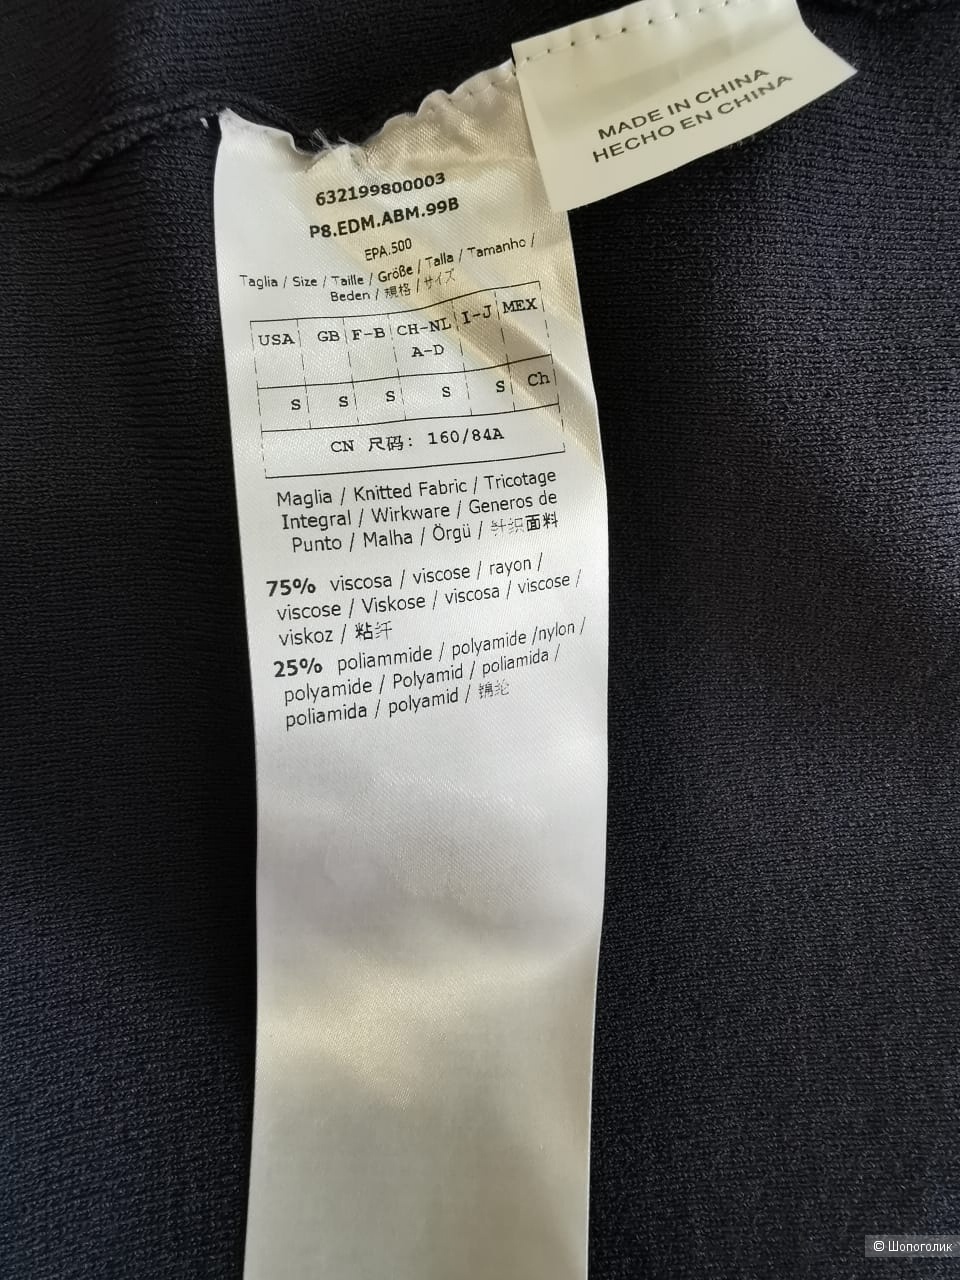 MADE IN CHINA
HECHO EN CHINA
632199800003
P8.EDM.ABM.99B
EPA.500
Taglia / Size / Taille / Größe / Talla / Tamanho /
Beden / 規格 / サイズ
USA GB F-B CH-NL I-J MEX
A-D
S S S S S Ch
CN 尺码: 160/84A
Maglia / Knitted Fabric / Tricotage
Integral / Wirkware / Generos de
Punto / Malha / Örgü / 针织面料
75% viscosa / viscose / rayon /
viscose / Viskose / viscosa / viscose /
viskoz / 粘纤
25% poliammide / polyamide /nylon /
polyamide / Polyamid / poliamida /
poliamida / polyamid / 锦纶
© Шопоголик